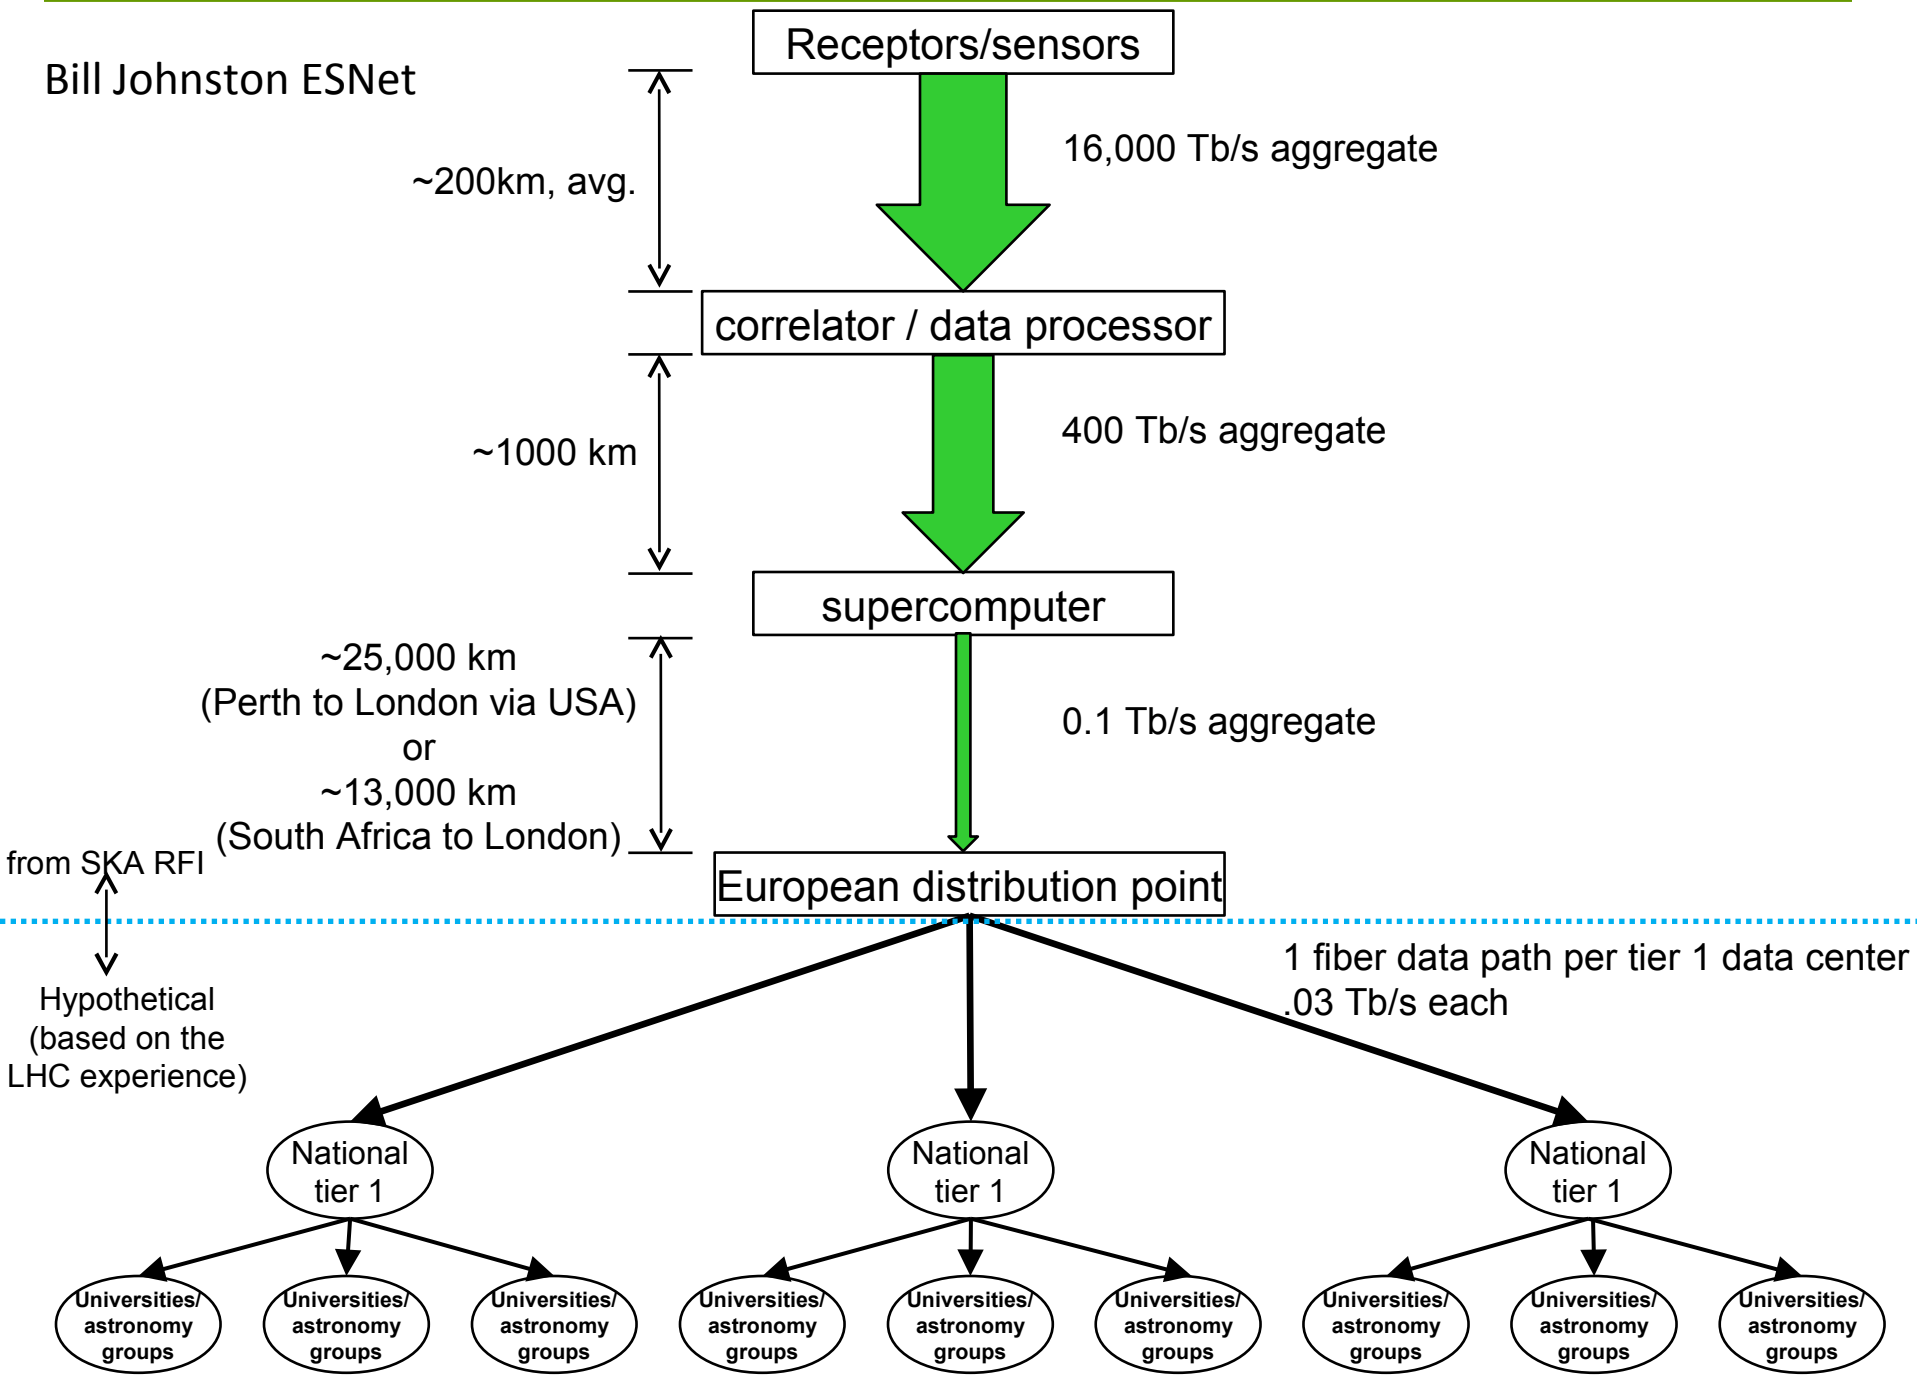 Receptors/sensors
Bill Johnston ESNet
16,000 Tb/s aggregate
~200km, avg.
correlator / data processor
400 Tb/s aggregate
~1000 km
supercomputer
~25,000 km
(Perth to London via USA)
or
~13,000 km
(South Africa to London)
0.1 Tb/s aggregate
from SKA RFI
European distribution point
1 fiber data path per tier 1 data center
.03 Tb/s each
Hypothetical
(based on the
LHC experience)
National
tier 1
National
tier 1
National
tier 1
Universities/
astronomy
groups
Universities/
astronomy
groups
Universities/
astronomy
groups
Universities/
astronomy
groups
Universities/
astronomy
groups
Universities/
astronomy
groups
Universities/
astronomy
groups
Universities/
astronomy
groups
Universities/
astronomy
groups